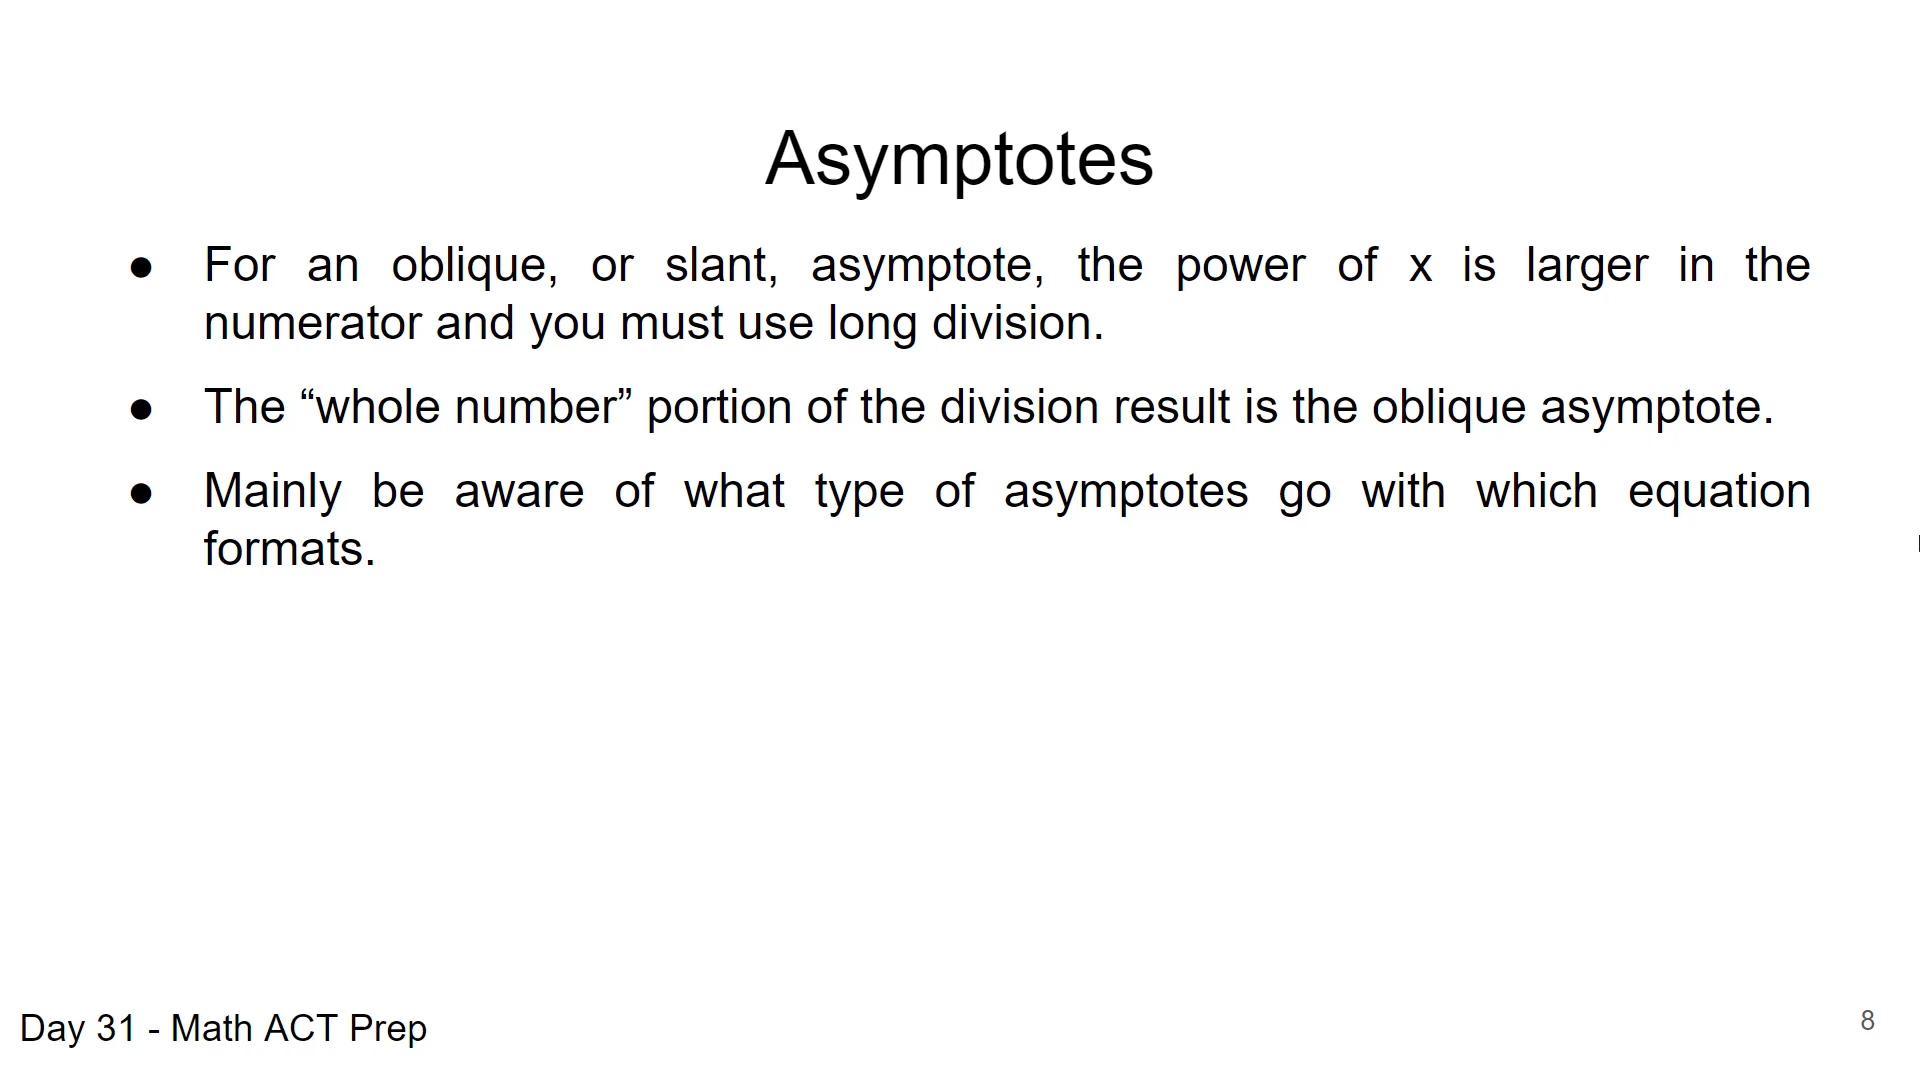 Asymptotes
● For an oblique, or slant, asymptote, the power of x is larger in the
numerator and you must use long division.
● The “whole number” portion of the division result is the oblique asymptote.
● Mainly be aware of what type of asymptotes go with which equation
formats.
Day 31 - Math ACT Prep
8